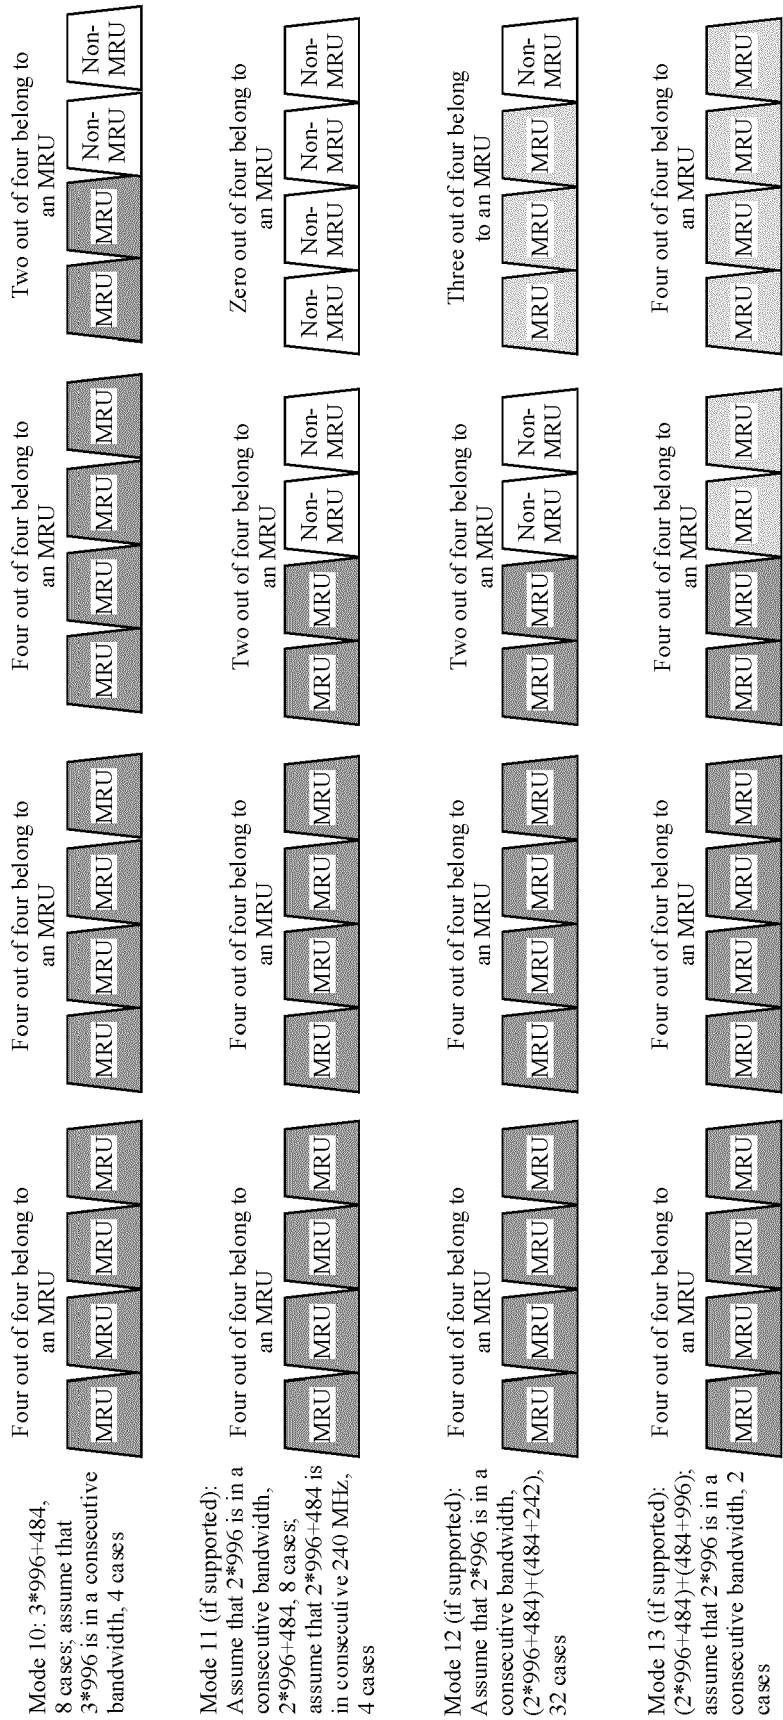 Mode 10: 3*996+484,
8 cases; assume that
3*996 is in a consecutive
bandwidth, 4 cases
Four out of four belong to
an MRU
MRU
MRU
MRU
MRU
Four out of four belong to
an MRU
MRU
MRU
MRU
MRU
Four out of four belong to
an MRU
MRU
MRU
MRU
MRU
Two out of four belong to
an MRU
MRU
MRU
Non-
MRU
Non-
MRU
Mode 11 (if supported):
Assume that 2*996 is in a
consecutive bandwidth,
2*996+484, 8 cases;
assume that 2*996+484 is
in consecutive 240 MHz,
4 cases
Four out of four belong to
an MRU
MRU
MRU
MRU
MRU
Four out of four belong to
an MRU
MRU
MRU
MRU
MRU
Two out of four belong to
an MRU
MRU
MRU
Non-
MRU
Non-
MRU
Zero out of four belong to
an MRU
Non-
MRU
Non-
MRU
Non-
MRU
Non-
MRU
Mode 12 (if supported):
Assume that 2*996 is in a
consecutive bandwidth,
(2*996+484)+(484+242),
32 cases
Four out of four belong to
an MRU
MRU
MRU
MRU
MRU
Four out of four belong to
an MRU
MRU
MRU
MRU
MRU
Two out of four belong to
an MRU
MRU
MRU
Non-
MRU
Non-
MRU
Three out of four belong
to an MRU
MRU
MRU
MRU
Non-
MRU
Mode 13 (if supported):
(2*996+484)+(484+996);
assume that 2*996 is in a
consecutive bandwidth, 2
cases
Four out of four belong to
an MRU
MRU
MRU
MRU
MRU
Four out of four belong to
an MRU
MRU
MRU
MRU
MRU
Four out of four belong to
an MRU
MRU
MRU
MRU
MRU
Four out of four belong to
an MRU
MRU
MRU
MRU
MRU